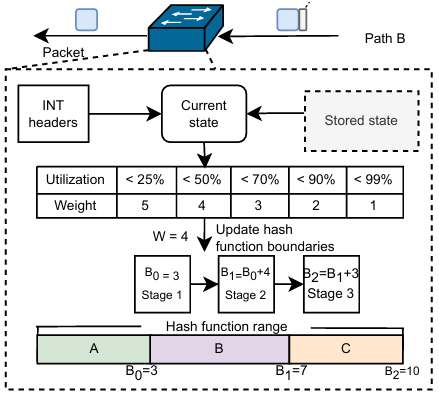 Packet
Path B
INT
headers
Current
state
Stored state
Utilization < 25% < 50% < 70% < 90% < 99%
Weight 5 4 3 2 1
W = 4
Update hash
function boundaries
B0 = 3
Stage 1
B1=B0+4
Stage 2
B2=B1+3
Stage 3
Hash function range
A B C
B0=3 B1=7 B2=10